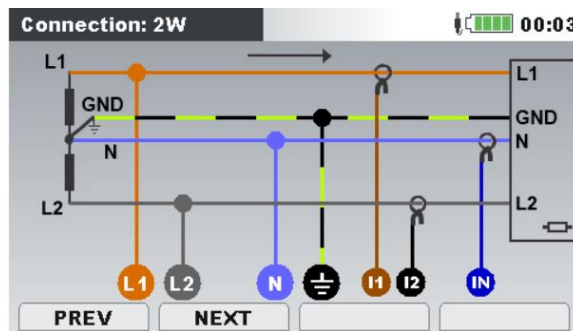 Connection: 2W
00:03
L1
L1
GND
GND
N
N
L2
L2
L1
L2
N
I1
I2
IN
PREV
NEXT